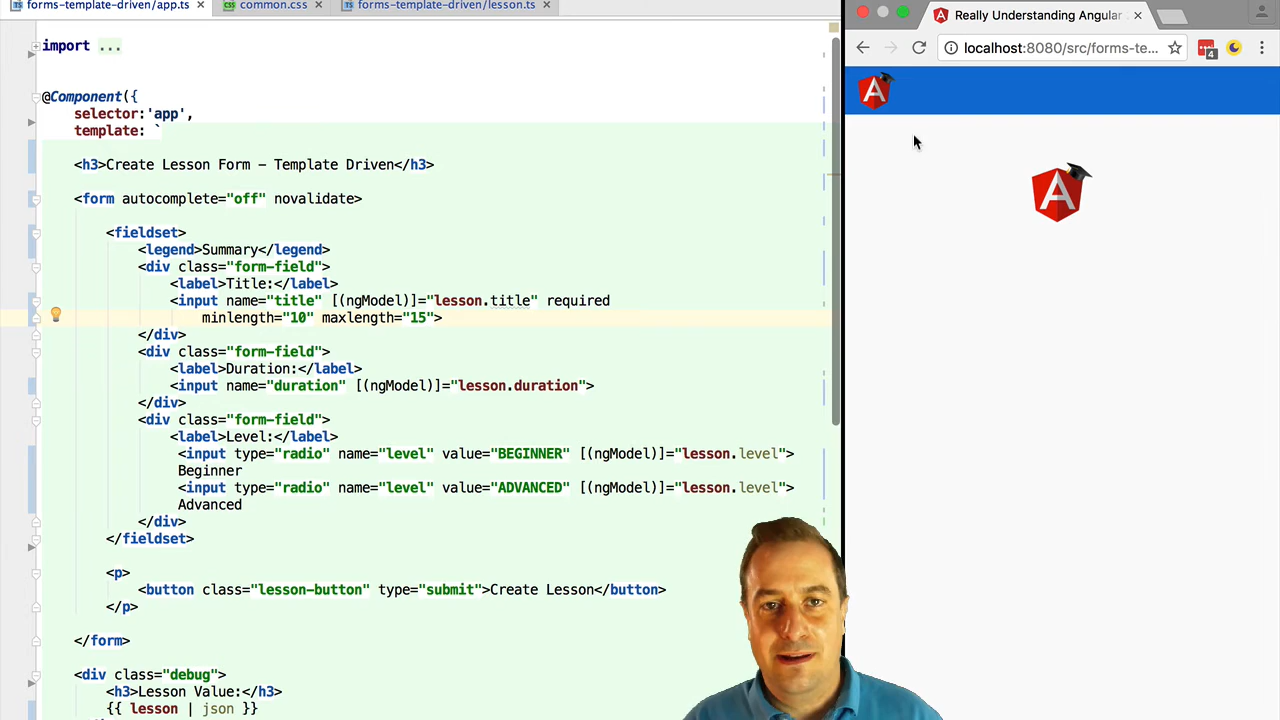 forms-template-driven/app.ts
common.css
forms-template-driven/lesson.ts
import ...
@Component({
selector:'app',
template: `
<h3>Create Lesson Form – Template Driven</h3>
<form autocomplete="off" novalidate>
<fieldset>
<legend>Summary</legend>
<div class="form-field">
<label>Title:</label>
<input name="title" [(ngModel)]="lesson.title" required
minlength="10" maxlength="15">
</div>
<div class="form-field">
<label>Duration:</label>
<input name="duration" [(ngModel)]="lesson.duration">
</div>
<div class="form-field">
<label>Level:</label>
<input type="radio" name="level" value="BEGINNER" [(ngModel)]="lesson.level">
Beginner
<input type="radio" name="level" value="ADVANCED" [(ngModel)]="lesson.level">
Advanced
</div>
</fieldset>
<p>
<button class="lesson-button" type="submit">Create Lesson</button>
</p>
</form>
<div class="debug">
<h3>Lesson Value:</h3>
{{ lesson | json }}
Really Understanding Angular
localhost:8080/src/forms-te...
4
A
A